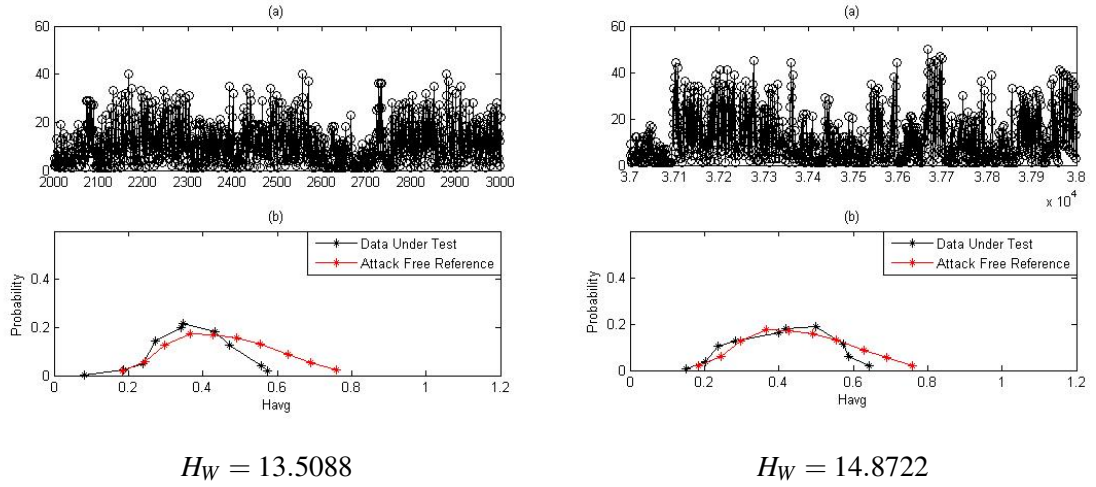 (a)
60
40
20
0
2000 2100 2200 2300 2400 2500 2600 2700 2800 2900 3000
(b)
Data Under Test
Attack Free Reference
Probability
0.4
0.2
0
0 0.2 0.4 0.6 0.8 1 1.2
Havg
H_W = 13.5088
(a)
60
40
20
0
3.7 3.71 3.72 3.73 3.74 3.75 3.76 3.77 3.78 3.79 3.8
x 10^4
(b)
Data Under Test
Attack Free Reference
Probability
0.4
0.2
0
0 0.2 0.4 0.6 0.8 1 1.2
Havg
H_W = 14.8722